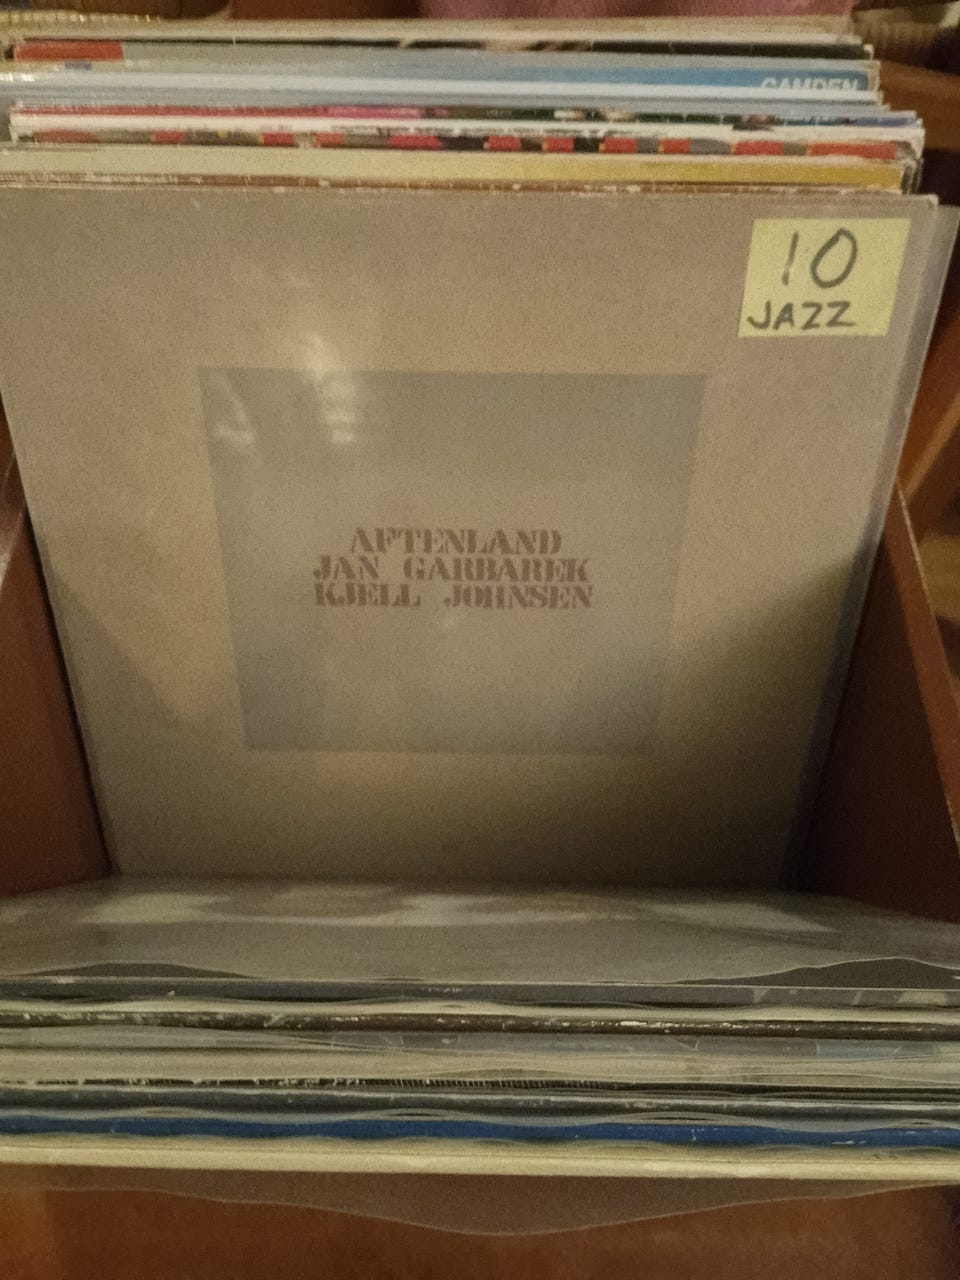 CAMDEN
10
JAZZ
AFTENLAND
JAN GARBAREK
KJELL JOHNSEN